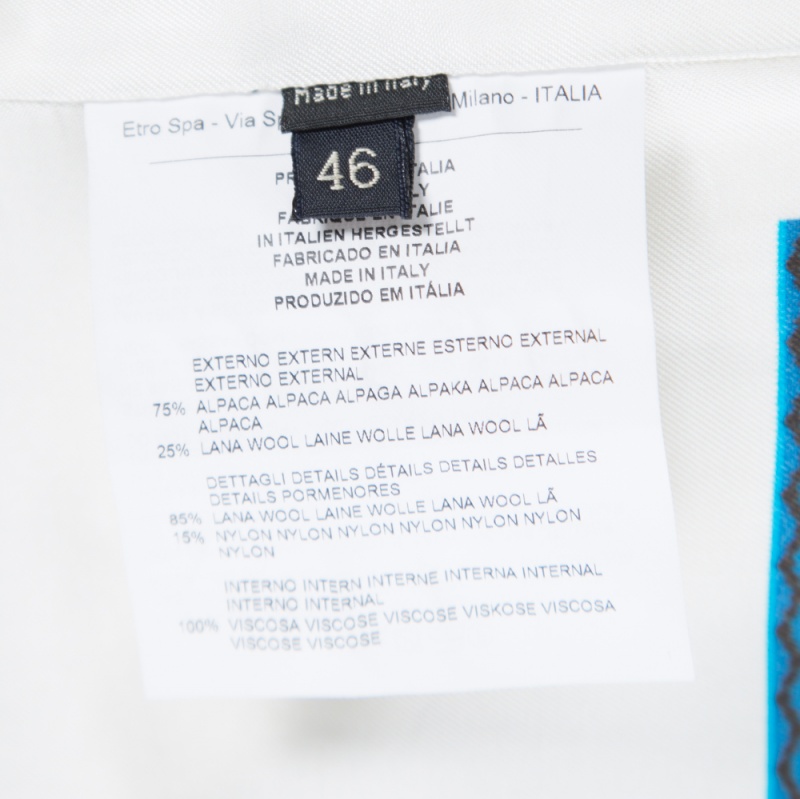 Made in Italy
Etro Spa - Via Milano - ITALIA
46
ITALIA
FABRIQUE EN ITALIE
IN ITALIEN HERGESTELLT
FABRICADO EN ITALIA
MADE IN ITALY
PRODUZIDO EM ITÁLIA
EXTERNO EXTERN EXTERNE ESTERNO EXTERNAL
EXTERNO EXTERNAL
75% ALPACA ALPACA ALPAGA ALPAKA ALPACA ALPACA
ALPACA
25% LANA WOOL LAINE WOLLE LANA WOOL LÃ
DETTAGLI DETAILS DÉTAILS DETAILS DETALLES
DETAILS PORMENORES
85% LANA WOOL LAINE WOLLE LANA WOOL LÃ
15% NYLON NYLON NYLON NYLON NYLON NYLON
NYLON
INTERNO INTERN INTERNE INTERNA INTERNAL
INTERNO INTERNAL
100% VISCOSA VISCOSE VISCOSE VISKOSE VISCOSA
VISCOSE VISCOSE